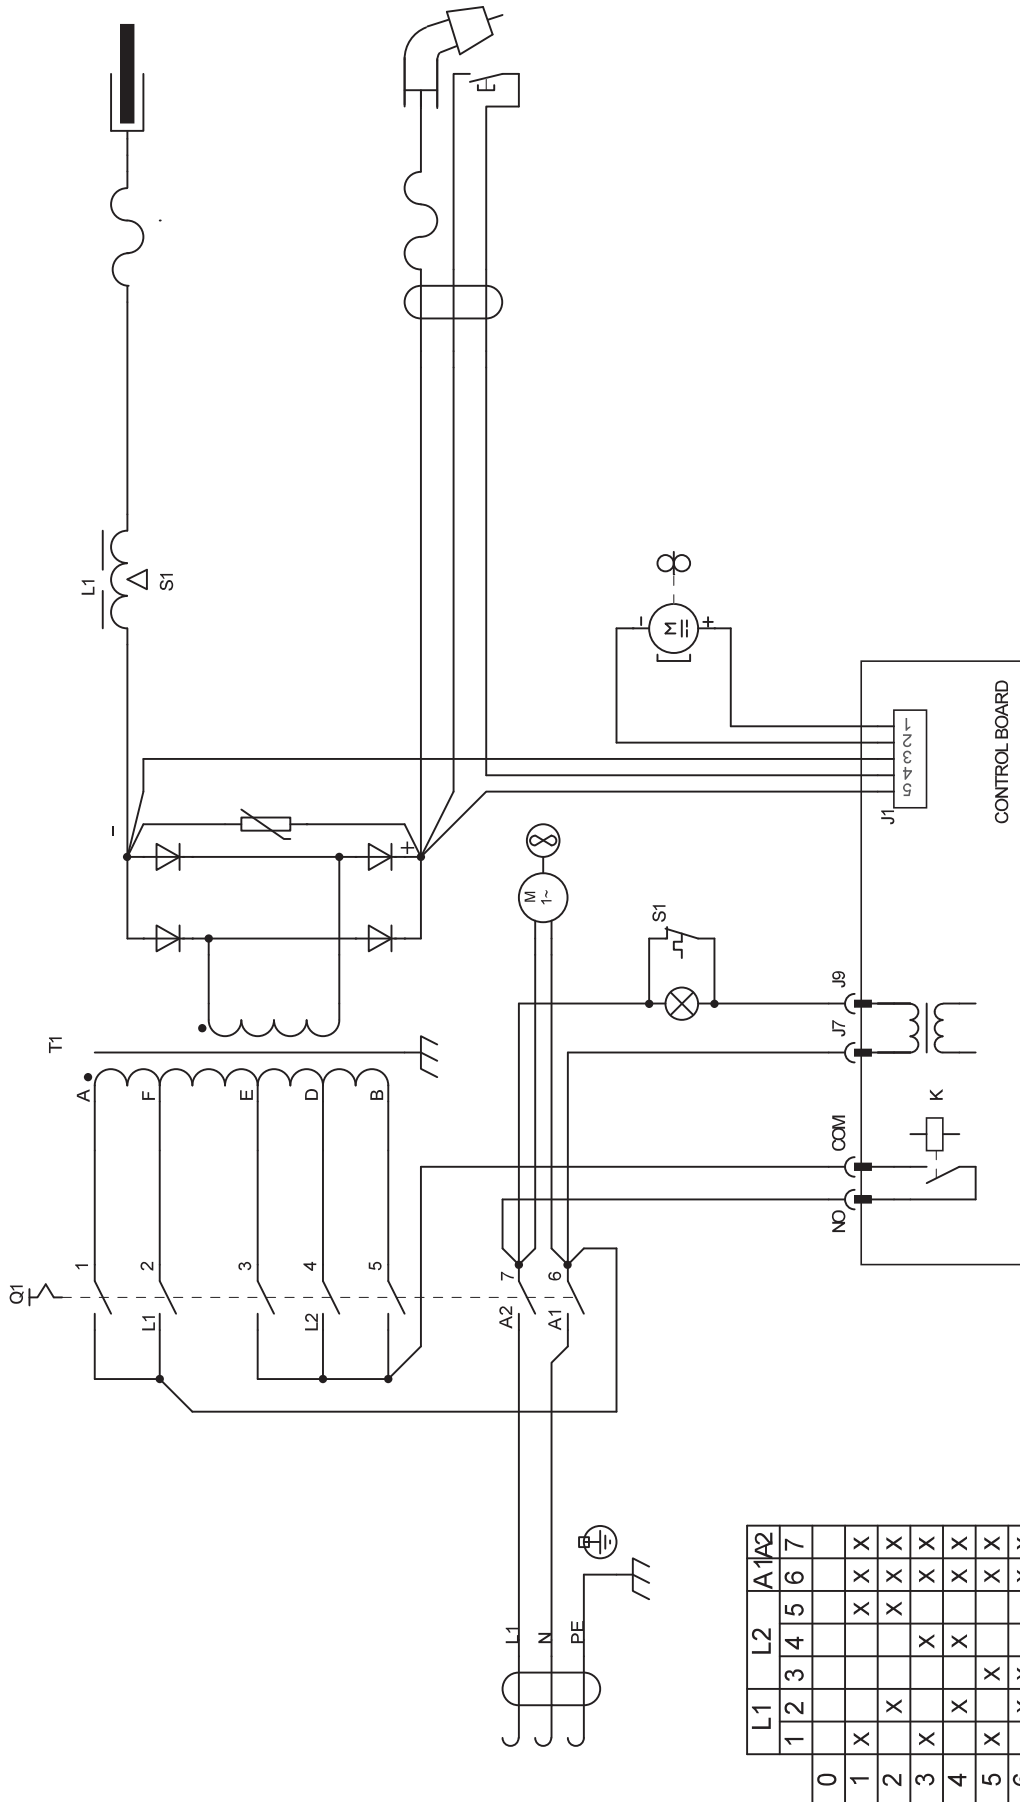 Q1
1
2
3
4
5
7
6
L1
L2
A2
A1
T1
A
F
E
D
B
L1
S1
-
+
M
1~
S1
M
-
+
J1
5 4 3 2 1
CONTROL BOARD
J9
J7
COM
NO
K
L1
N
PE
L1 L2 A1 A2
1 2 3 4 5 6 7
0
1 X X X X
2 X X X X
3 X X X X
4 X X X X
5 X X X X